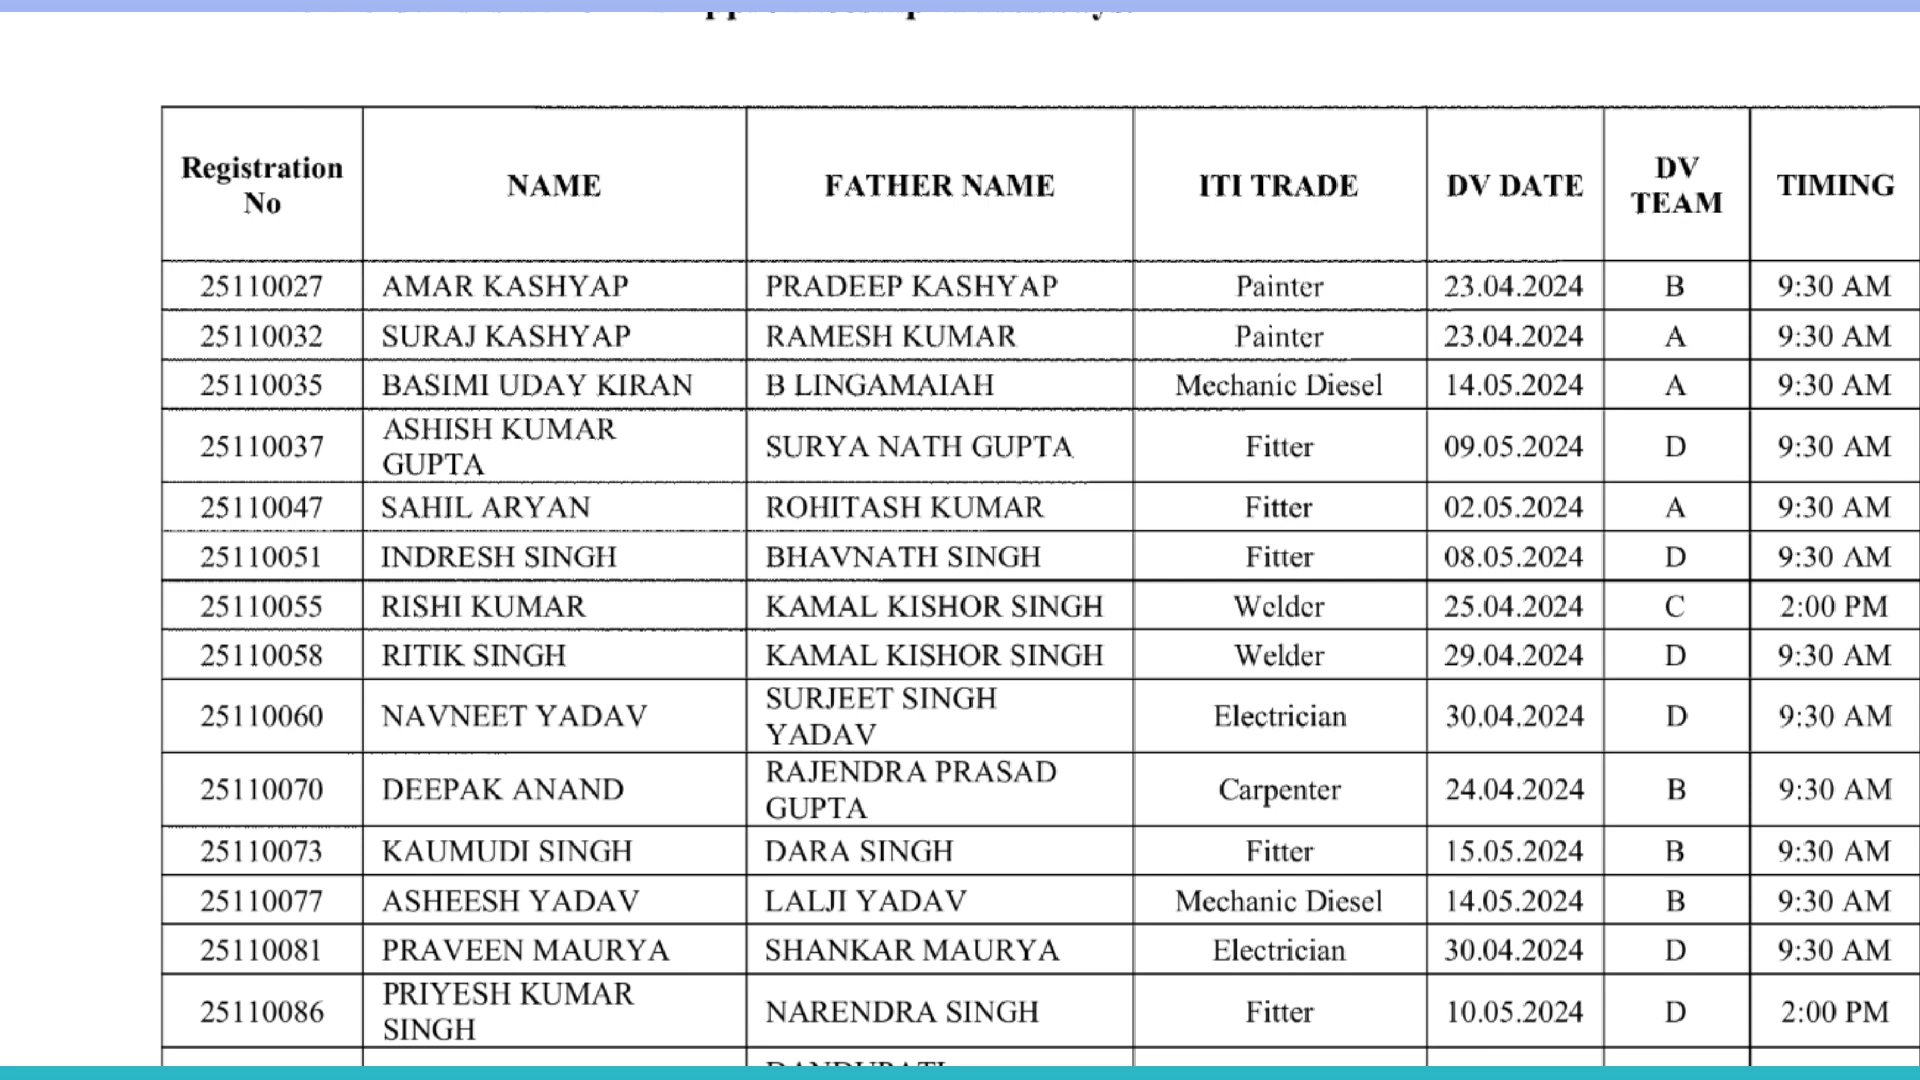 Registration No NAME FATHER NAME ITI TRADE DV DATE DV TEAM TIMING
25110027 AMAR KASHYAP PRADEEP KASHYAP Painter 23.04.2024 B 9:30 AM
25110032 SURAJ KASHYAP RAMESH KUMAR Painter 23.04.2024 A 9:30 AM
25110035 BASIMI UDAY KIRAN B LINGAMAIAH Mechanic Diesel 14.05.2024 A 9:30 AM
25110037 ASHISH KUMAR GUPTA SURYA NATH GUPTA Fitter 09.05.2024 D 9:30 AM
25110047 SAHIL ARYAN ROHITASH KUMAR Fitter 02.05.2024 A 9:30 AM
25110051 INDRESH SINGH BHAVNATH SINGH Fitter 08.05.2024 D 9:30 AM
25110055 RISHI KUMAR KAMAL KISHOR SINGH Welder 25.04.2024 C 2:00 PM
25110058 RITIK SINGH KAMAL KISHOR SINGH Welder 29.04.2024 D 9:30 AM
25110060 NAVNEET YADAV SURJEET SINGH YADAV Electrician 30.04.2024 D 9:30 AM
25110070 DEEPAK ANAND RAJENDRA PRASAD GUPTA Carpenter 24.04.2024 B 9:30 AM
25110073 KAUMUDI SINGH DARA SINGH Fitter 15.05.2024 B 9:30 AM
25110077 ASHEESH YADAV LALJI YADAV Mechanic Diesel 14.05.2024 B 9:30 AM
25110081 PRAVEEN MAURYA SHANKAR MAURYA Electrician 30.04.2024 D 9:30 AM
25110086 PRIYESH KUMAR SINGH NARENDRA SINGH Fitter 10.05.2024 D 2:00 PM